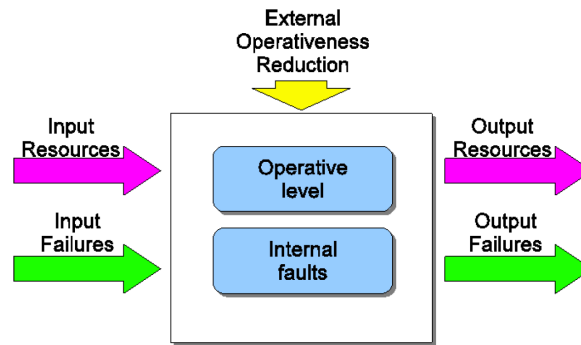 External
Operativeness
Reduction
Input
Resources
Output
Resources
Operative
level
Input
Failures
Output
Failures
Internal
faults